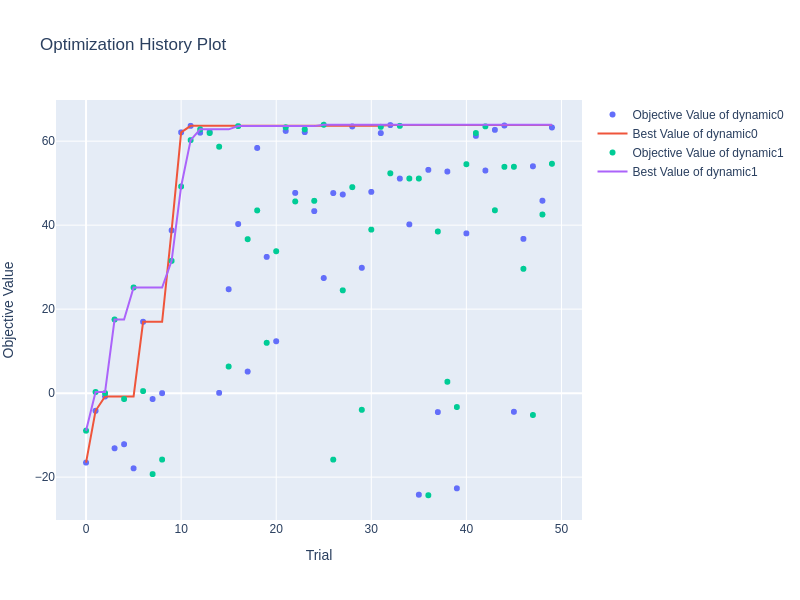 Optimization History Plot
Objective Value of dynamic0
Best Value of dynamic0
Objective Value of dynamic1
Best Value of dynamic1
Objective Value
60
40
20
0
−20
0 10 20 30 40 50
Trial